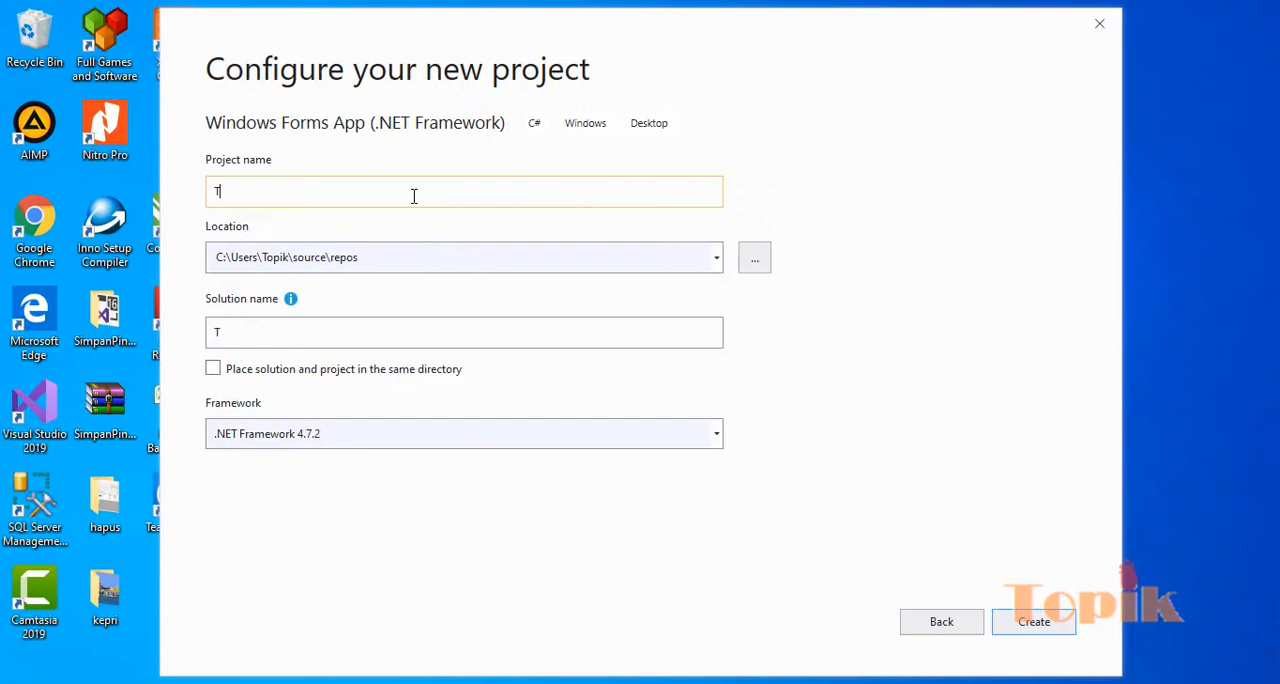 Recycle Bin
Full Games
and Software
AIMP
Nitro Pro
Google
Chrome
Inno Setup
Compiler
Microsoft
Edge
SimpanPin...
Visual Studio
2019
SimpanPin...
SQL Server
Manageme...
hapus
Camtasia
2019
kepri
Configure your new project
Windows Forms App (.NET Framework)
C#
Windows
Desktop
Project name
T
Location
C:\Users\Topik\source\repos
...
Solution name
T
Place solution and project in the same directory
Framework
.NET Framework 4.7.2
Back
Create
Topik